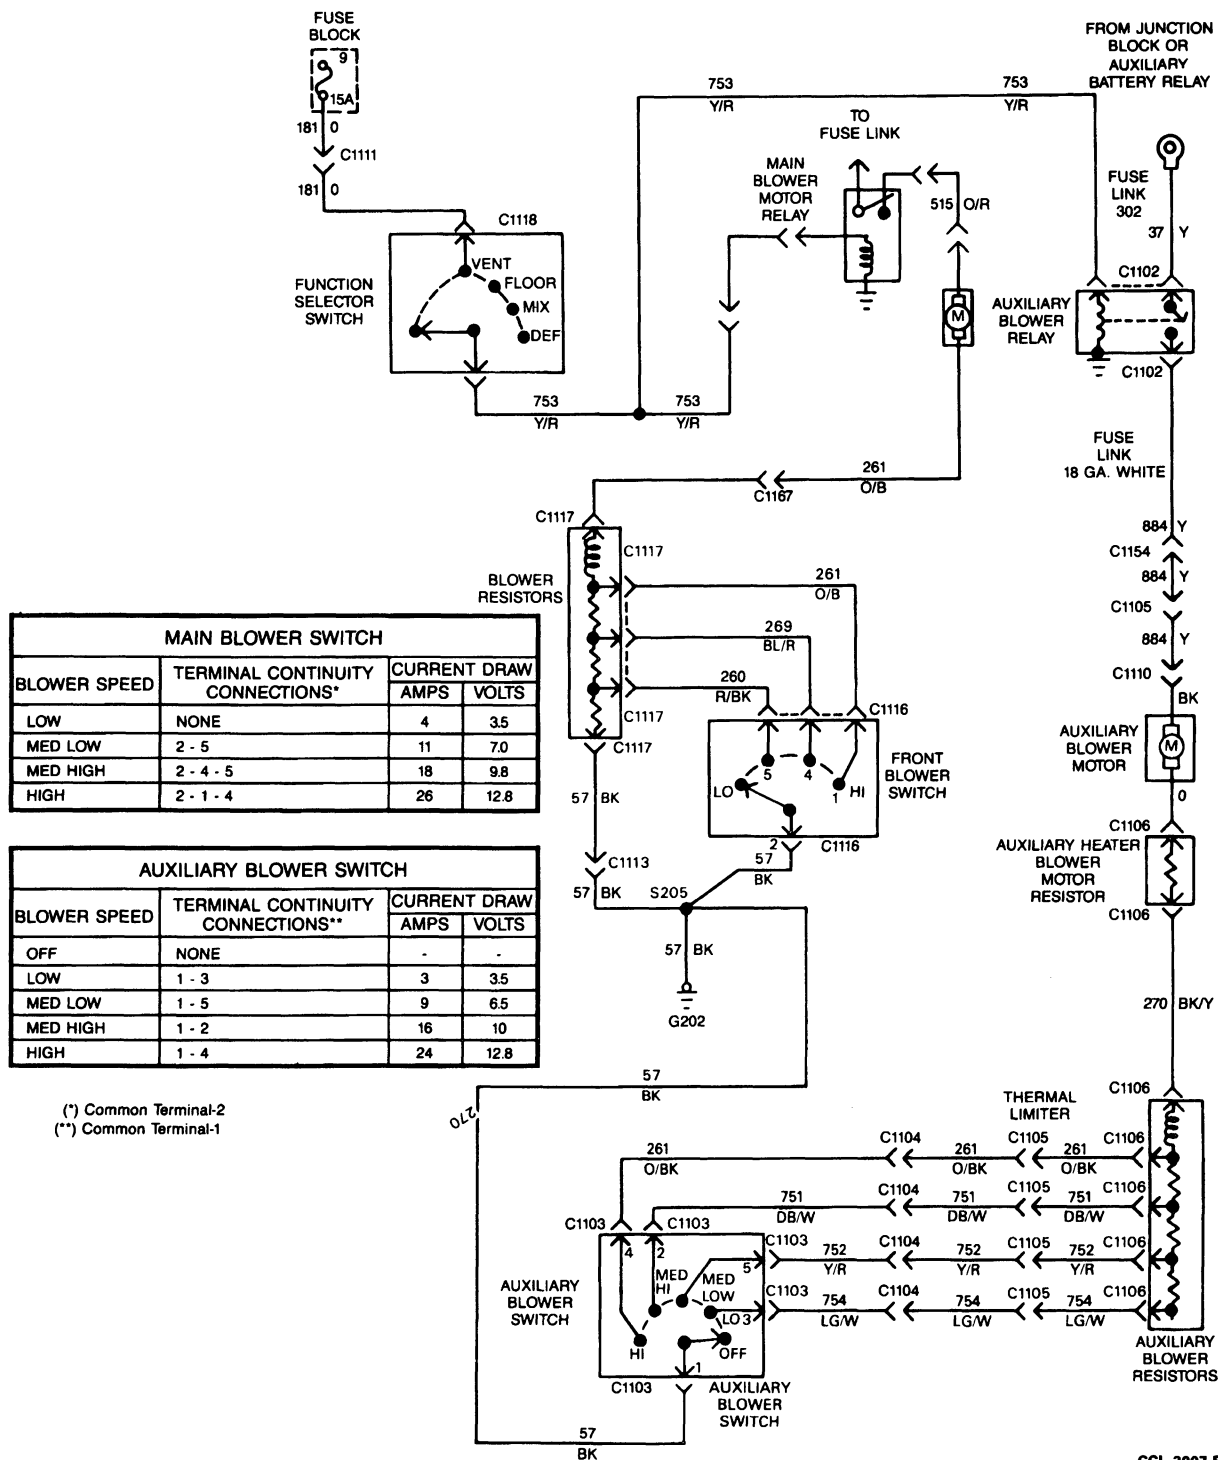 FUSE
BLOCK
9
15A
181 0
C1111
181 0
C1118
VENT
FLOOR
MIX
DEF
FUNCTION
SELECTOR
SWITCH
753
Y/R
753
Y/R
753
Y/R
753
Y/R
TO
FUSE LINK
MAIN
BLOWER
MOTOR
RELAY
515 O/R
M
FROM JUNCTION
BLOCK OR
AUXILIARY
BATTERY RELAY
FUSE
LINK
302
37 Y
C1102
AUXILIARY
BLOWER
RELAY
C1102
FUSE
LINK
18 GA. WHITE
884 Y
C1154
884 Y
C1105
884 Y
C1110
BK
AUXILIARY
BLOWER
MOTOR
M
0
C1106
AUXILIARY HEATER
BLOWER
MOTOR
RESISTOR
C1106
270 BK/Y
C1106
261
O/B
C1167
C1117
C1117
BLOWER
RESISTORS
261
O/B
269
BL/R
260
R/BK
C1117
C1117
C1116
5
4
1
LO
HI
2
C1116
FRONT
BLOWER
SWITCH
57 BK
C1113
57 BK
57
BK
S205
57 BK
G202
57
BK
270
MAIN BLOWER SWITCH
BLOWER SPEED
TERMINAL CONTINUITY
CONNECTIONS*
CURRENT DRAW
AMPS VOLTS
LOW NONE 4 3.5
MED LOW 2 - 5 11 7.0
MED HIGH 2 - 4 - 5 18 9.8
HIGH 2 - 1 - 4 26 12.8
AUXILIARY BLOWER SWITCH
BLOWER SPEED
TERMINAL CONTINUITY
CONNECTIONS**
CURRENT DRAW
AMPS VOLTS
OFF NONE - -
LOW 1 - 3 3 3.5
MED LOW 1 - 5 9 6.5
MED HIGH 1 - 2 16 10
HIGH 1 - 4 24 12.8
(*) Common Terminal-2
(**) Common Terminal-1
THERMAL
LIMITER
261
O/BK
C1104
261
O/BK
C1105
261
O/BK
C1106
751
DB/W
C1104
751
DB/W
C1105
751
DB/W
C1106
C1103
C1103
C1103
752
Y/R
C1104
752
Y/R
C1105
752
Y/R
C1106
C1103
754
LG/W
C1104
754
LG/W
C1105
754
LG/W
C1106
4
2
5
MED
HI
MED
LOW
LO 3
HI
OFF
1
AUXILIARY
BLOWER
SWITCH
C1103
AUXILIARY
BLOWER
SWITCH
AUXILIARY
BLOWER
RESISTORS
57
BK